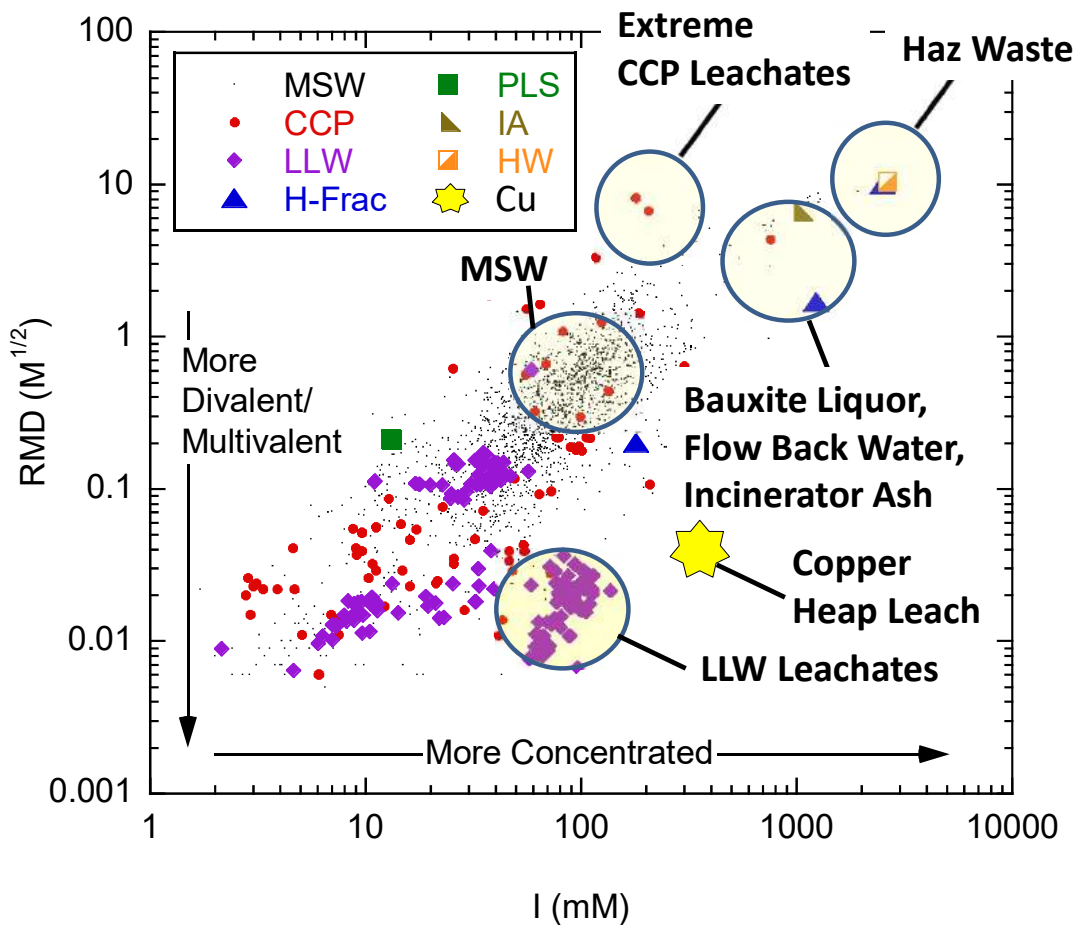 Extreme
CCP Leachates
Haz Waste
100
10
1
0.1
0.01
0.001
RMD (M^1/2)
MSW
CCP
LLW
H-Frac
PLS
IA
HW
Cu
MSW
More
Divalent/
Multivalent
Bauxite Liquor,
Flow Back Water,
Incinerator Ash
Copper
Heap Leach
LLW Leachates
More Concentrated
1
10
100
1000
10000
I (mM)